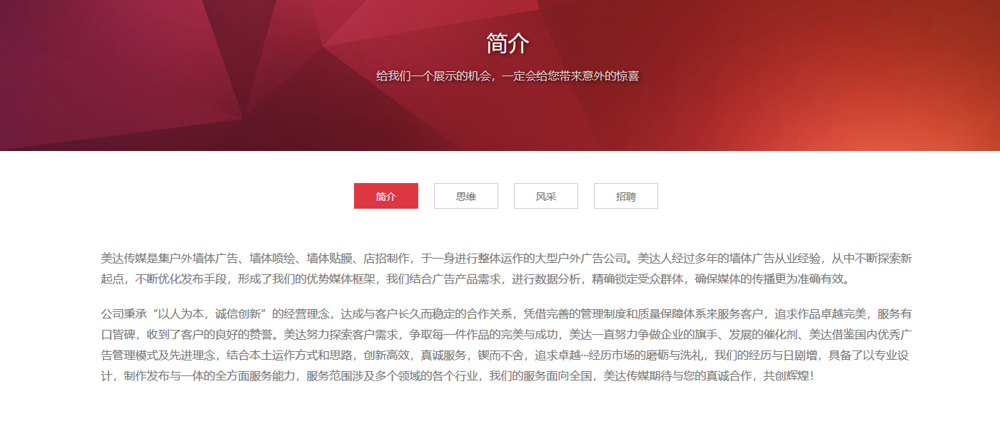 简介
给我们一个展示的机会，一定会给您带来意外的惊喜
简介
思维
风采
招聘
美达传媒是集户外墙体广告、墙体喷绘、墙体贴膜、店招制作，于一身进行整体运作的大型户外广告公司。美达人经过多年的墙体广告从业经验，从中不断探索新
起点，不断优化发布手段，形成了我们的优势媒体框架，我们结合广告产品需求，进行数据分析，精确锁定受众群体，确保媒体的传播更为准确有效。
公司秉承“以人为本，诚信创新”的经营理念，达成与客户长久而稳定的合作关系，凭借完善的管理制度和质量保障体系来服务客户，追求作品卓越完美，服务有
口皆碑，收到了客户的良好的赞誉。美达努力探索客户需求，争取每一件作品的完美与成功，美达一直努力争做企业的旗手、发展的催化剂、美达借鉴国内优秀广
告管理模式及先进理念，结合本土运作方式和思路，创新高效，真诚服务，锲而不舍，追求卓越···经历市场的磨砺与洗礼，我们的经历与日剧增，具备了以专业设
计，制作发布与一体的全方面服务能力，服务范围涉及多个领域的各个行业，我们的服务面向全国，美达传媒期待与您的真诚合作，共创辉煌！